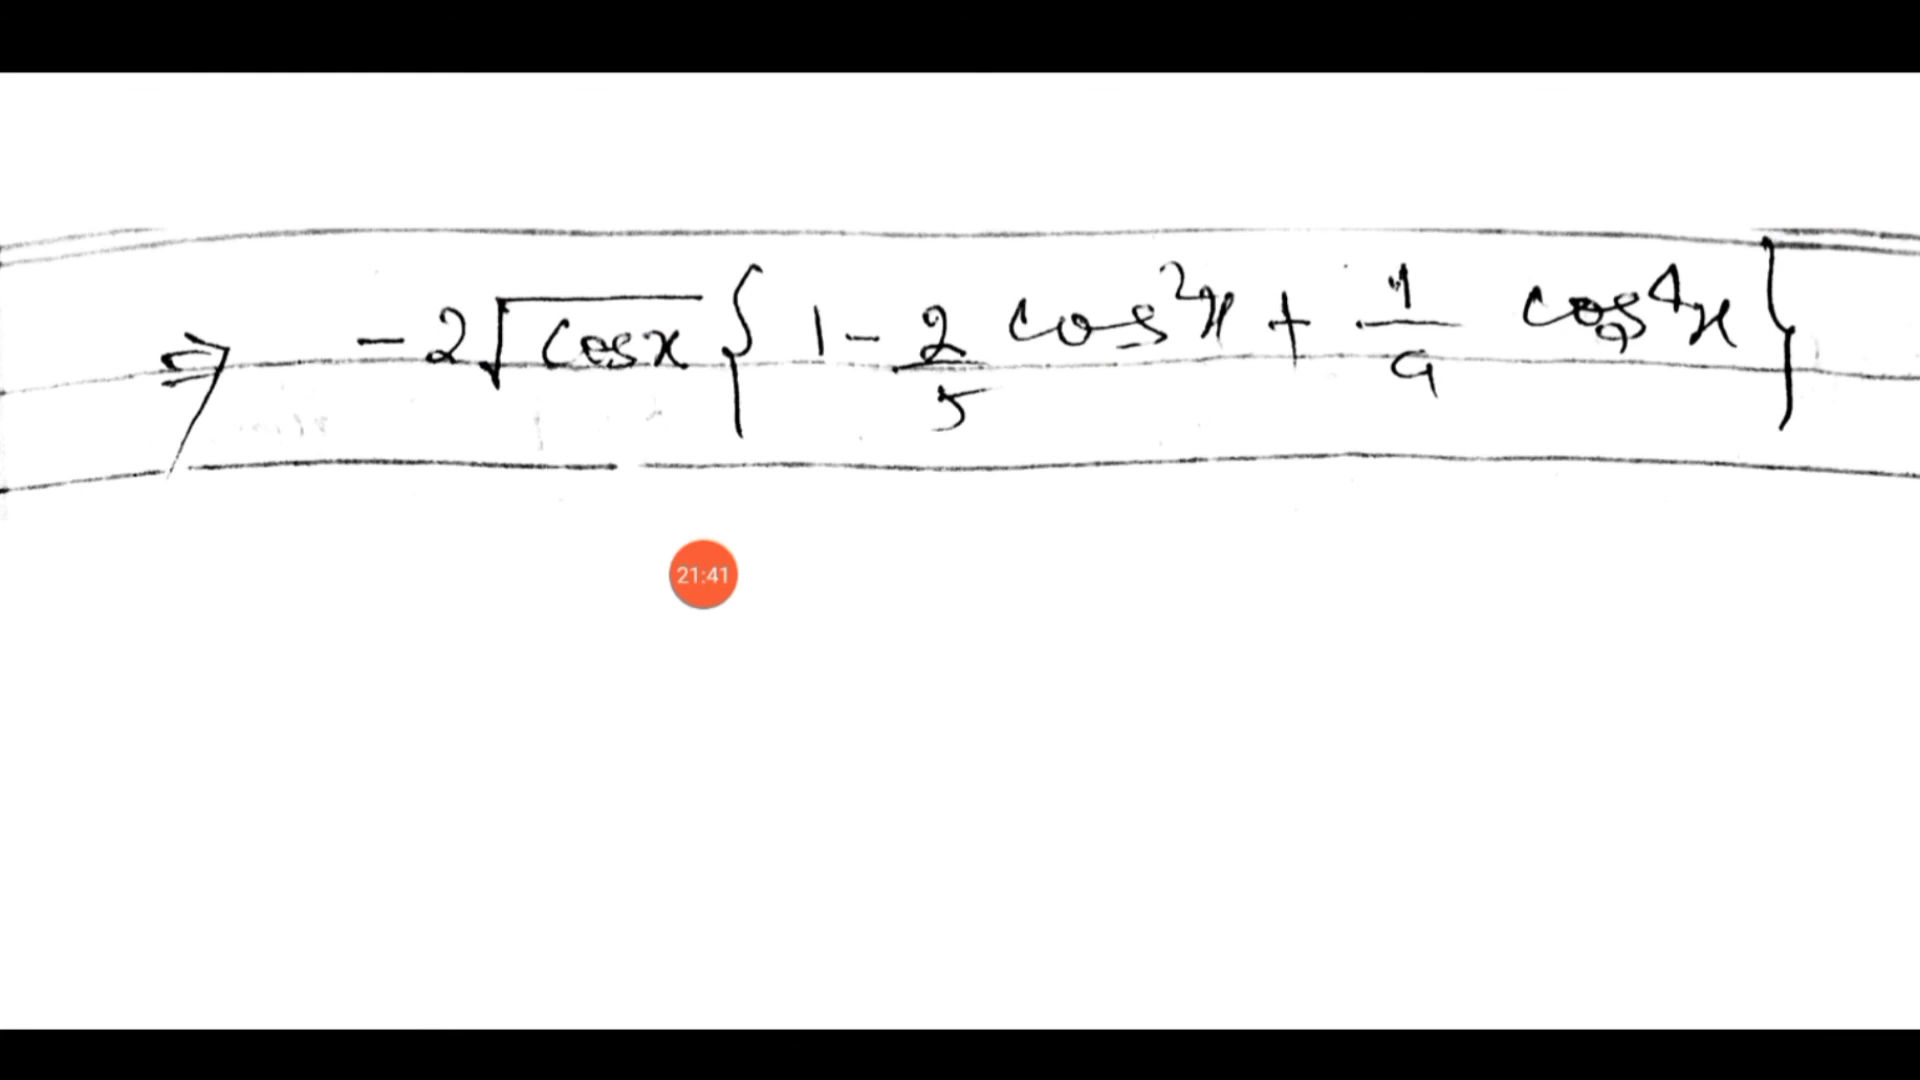 ⇒ -2√cosx { 1 - 2/5 cos²x + 1/9 cos⁴x }
21:41